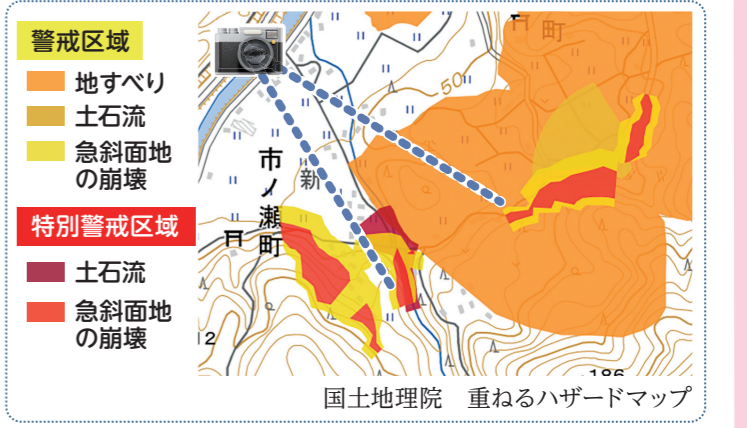 警戒区域
地すべり
土石流
急斜面地
の崩壊
特別警戒区域
土石流
急斜面地
の崩壊
町
50
市ノ瀬町
新
2
186
国土地理院 重ねるハザードマップ